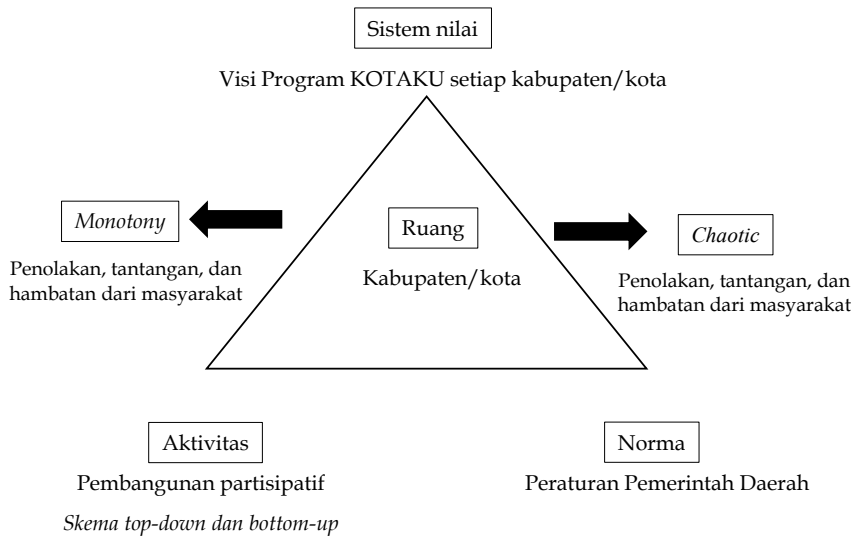 Sistem nilai
Visi Program KOTAKU setiap kabupaten/kota
Monotony
Penolakan, tantangan, dan
hambatan dari masyarakat
Ruang
Kabupaten/kota
Chaotic
Penolakan, tantangan, dan
hambatan dari masyarakat
Aktivitas
Pembangunan partisipatif
Skema top-down dan bottom-up
Norma
Peraturan Pemerintah Daerah